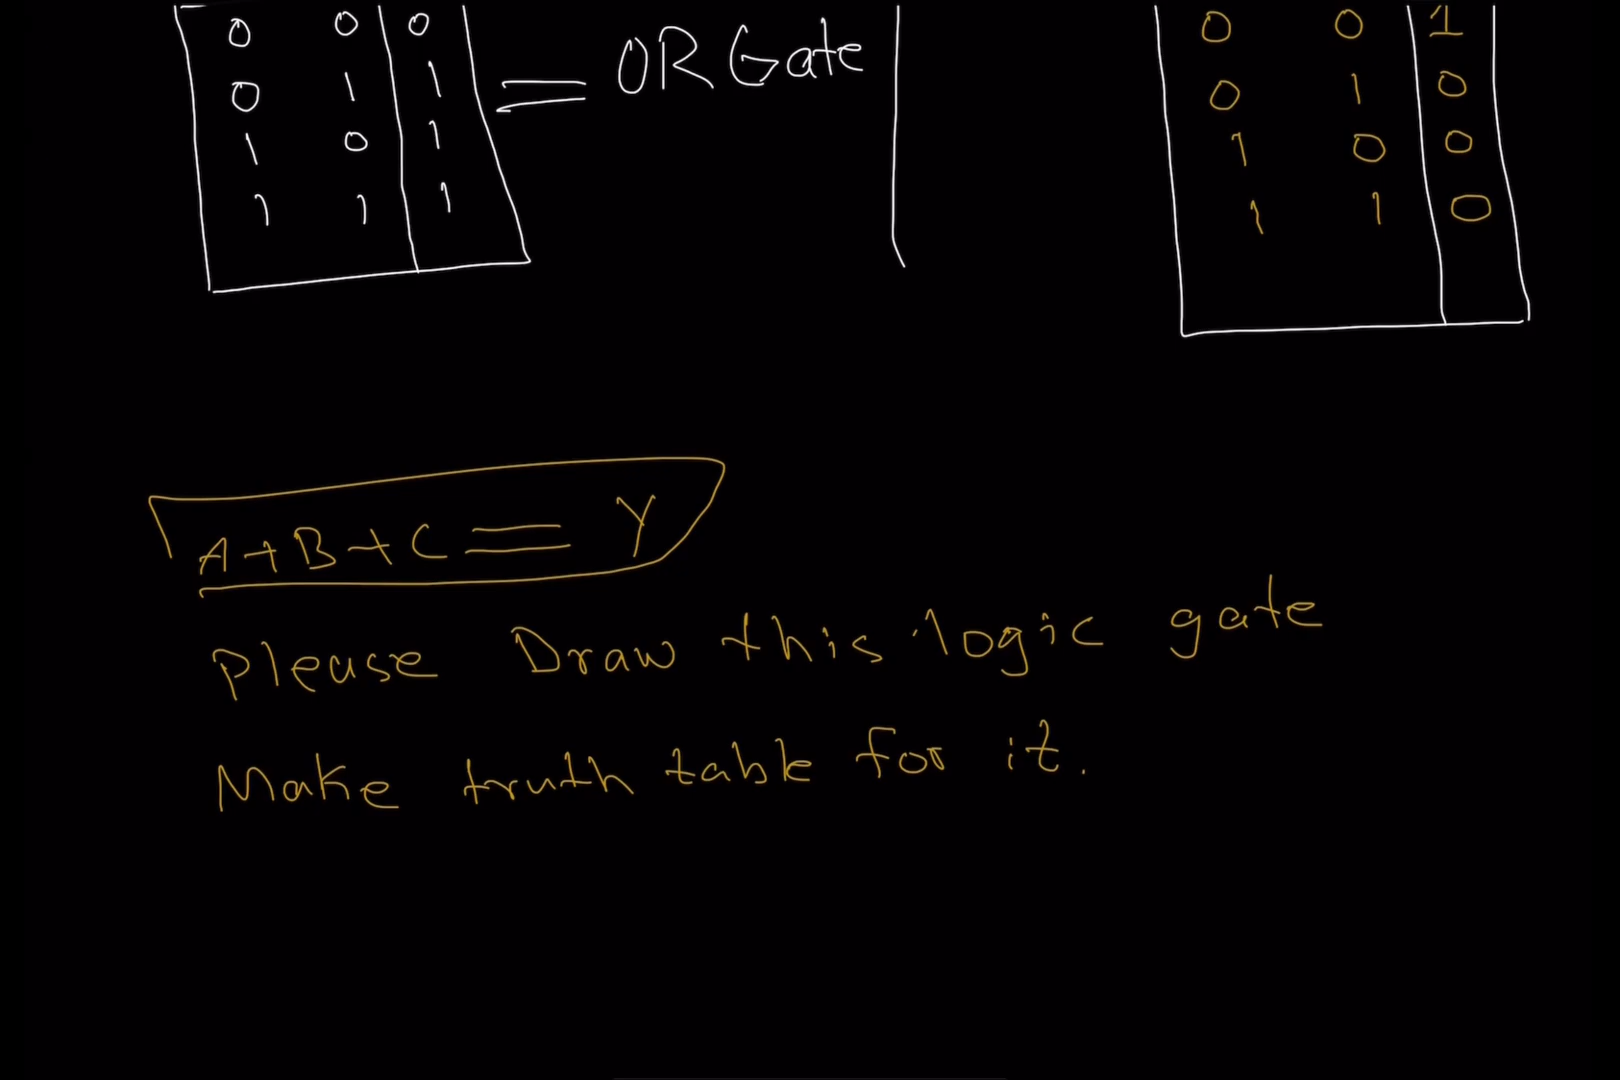 0 0 0
0 1 1 = OR Gate
1 0 1
1 1 1
0 0 1
0 1 0
1 0 0
1 1 0
A+B+C = Y
Please Draw this logic gate
Make truth table for it.